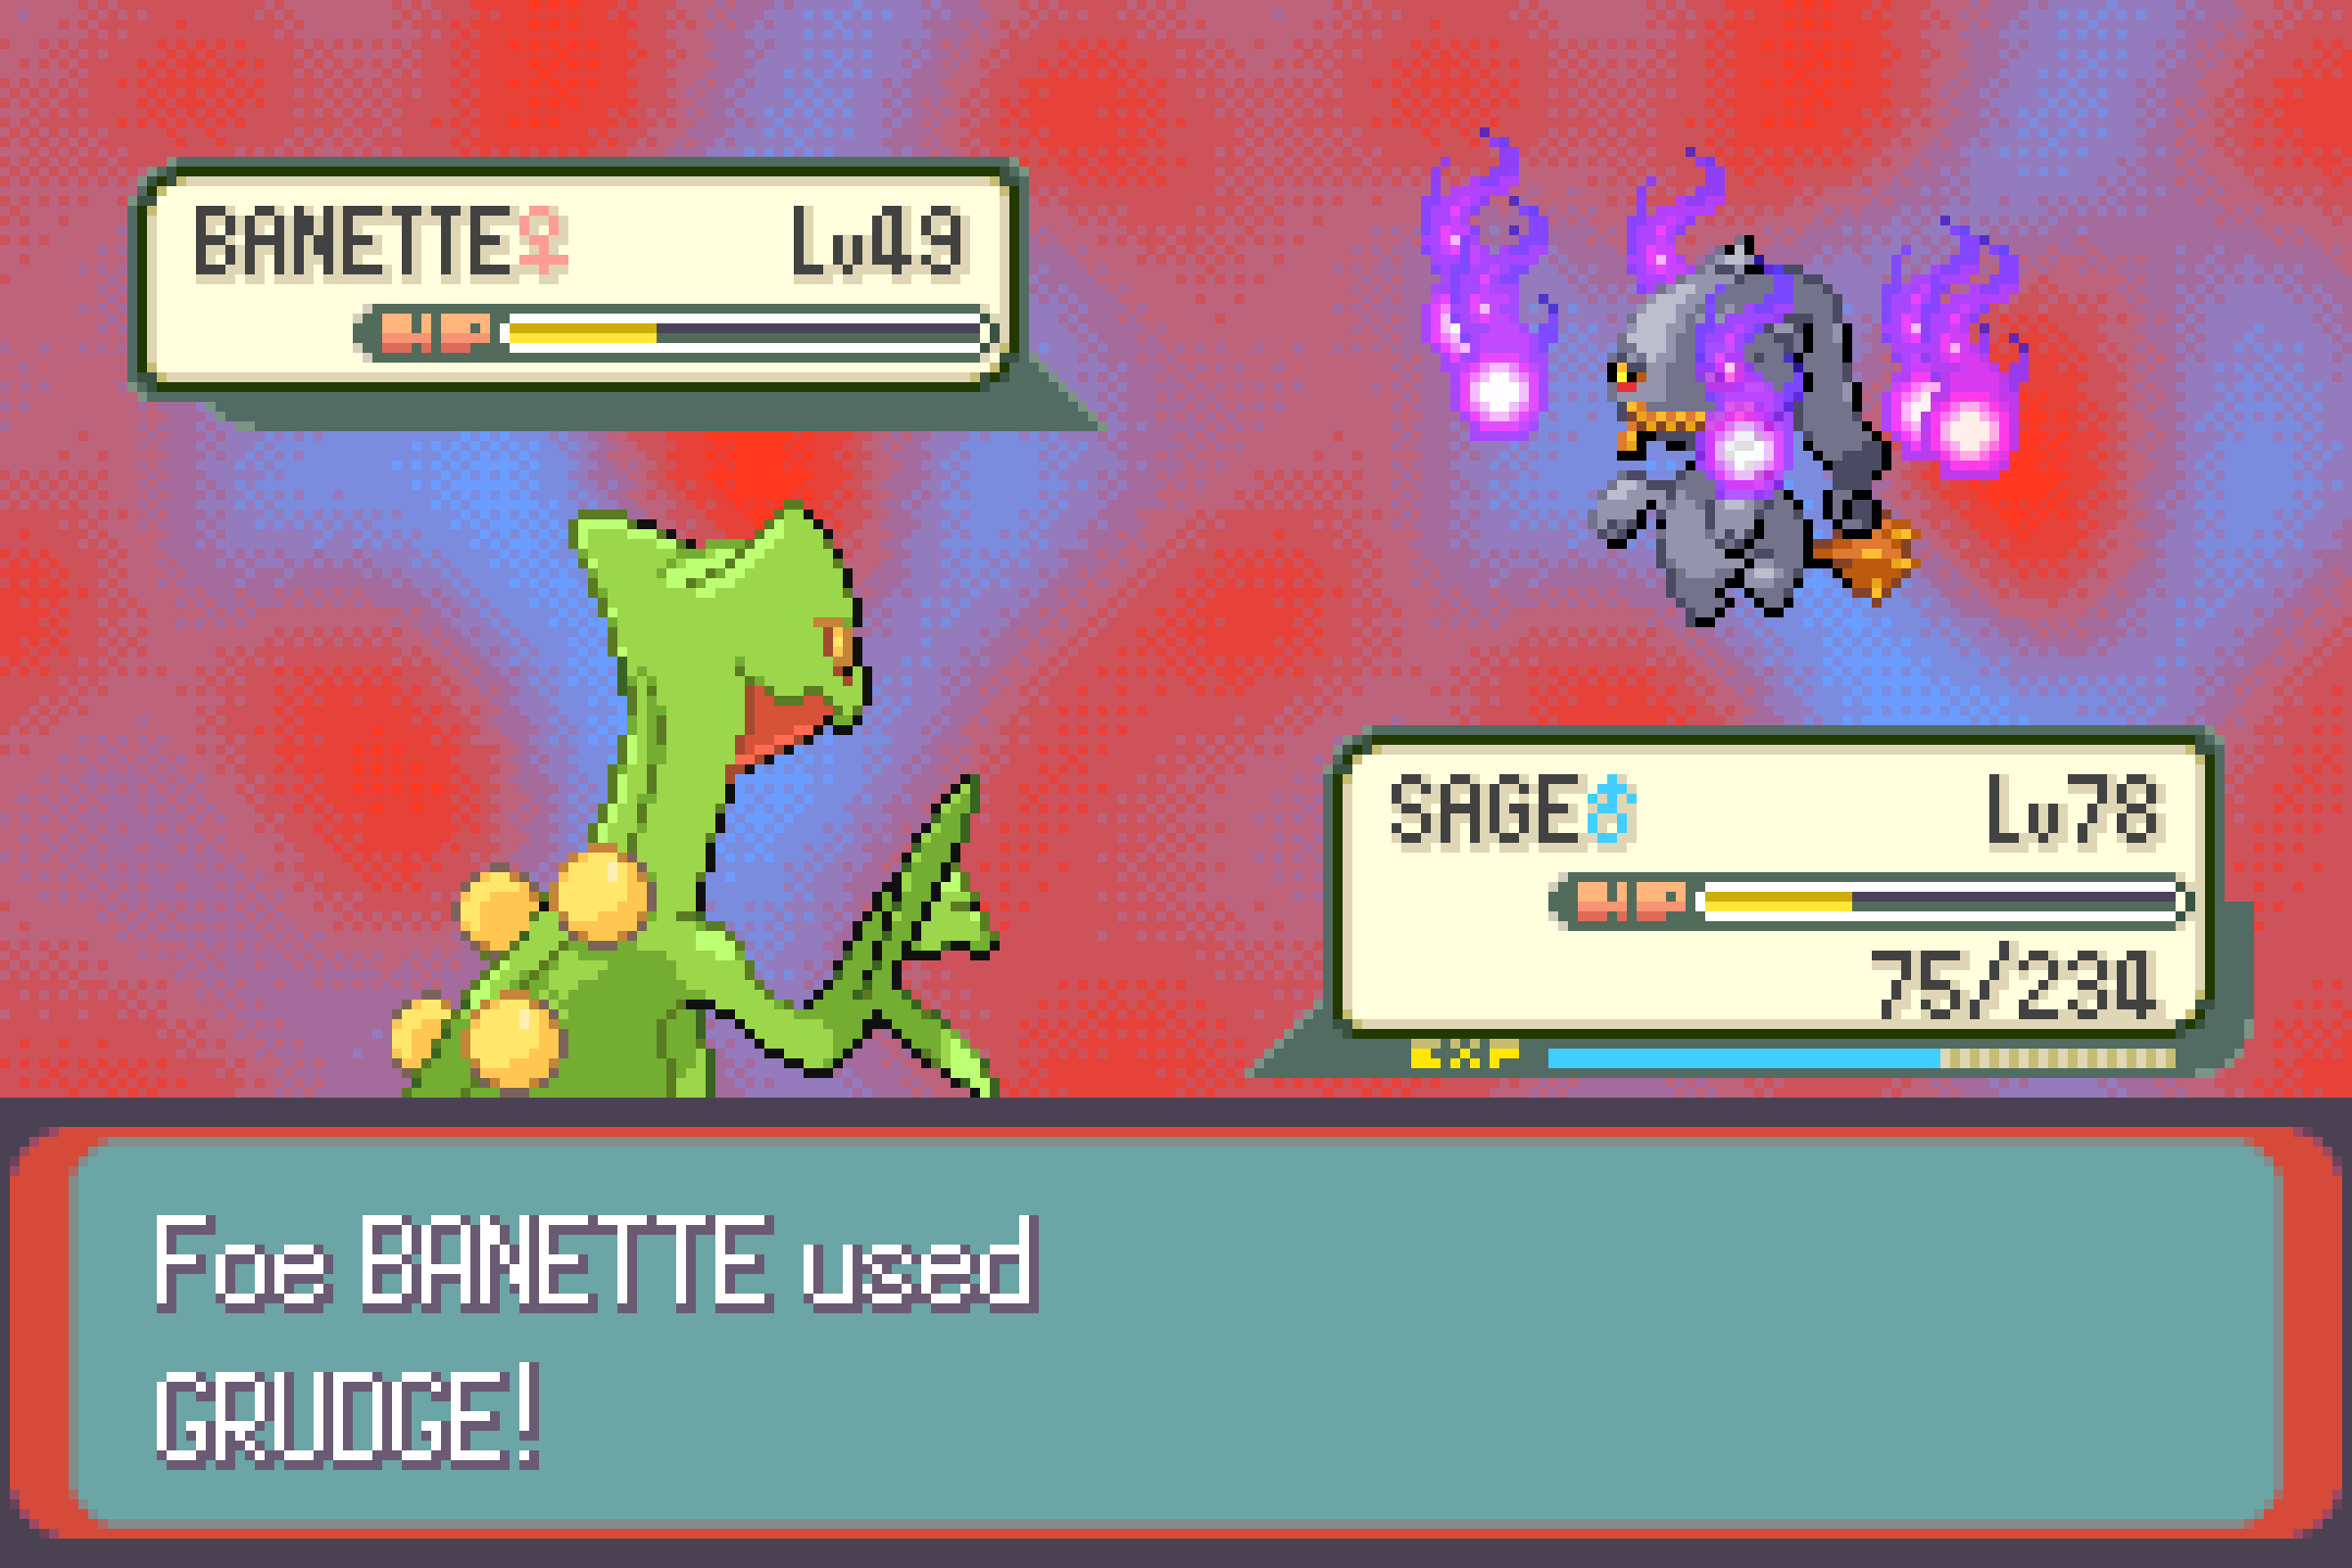 BANETTE♀ Lv49
HP
SAGE♂ Lv78
HP
75/234
EXP
Foe BANETTE used
GRUDGE!